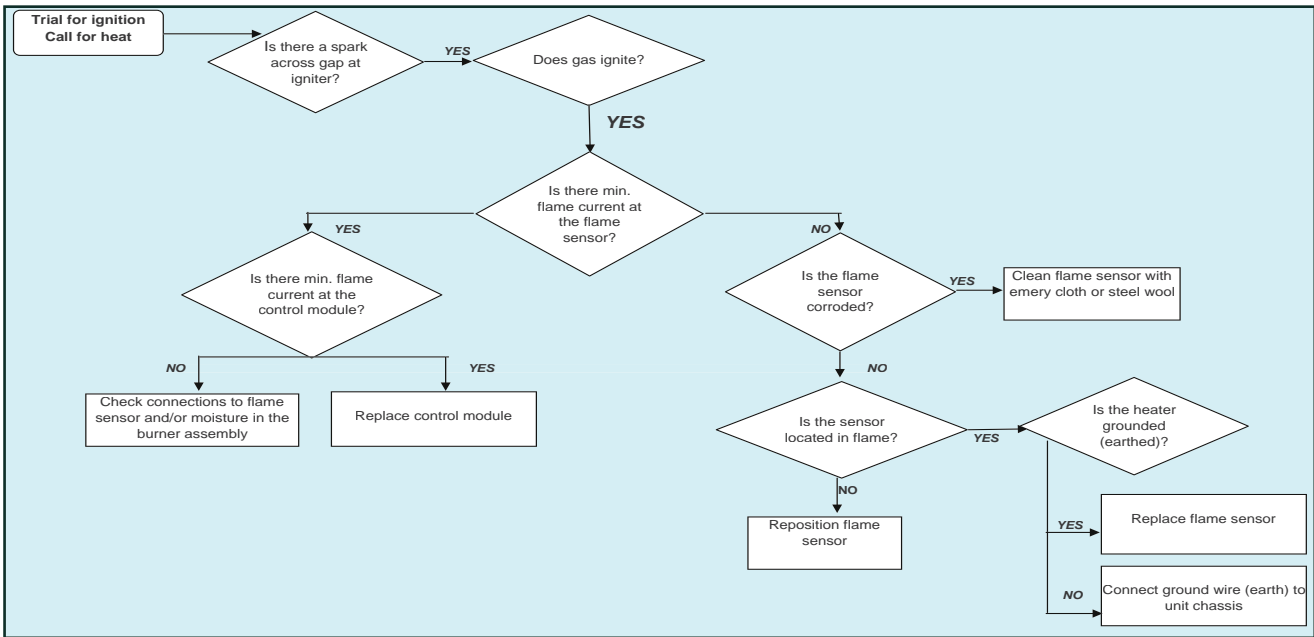 Trial for ignition
Call for heat
Is there a spark
across gap at
igniter?
YES
Does gas ignite?
YES
Is there min.
flame current at
the flame
sensor?
YES
NO
Is there min. flame
current at the
control module?
Is the flame
sensor
corroded?
YES
Clean flame sensor with
emery cloth or steel wool
NO
YES
NO
Check connections to flame
sensor and/or moisture in the
burner assembly
Replace control module
Is the sensor
located in flame?
YES
Is the heater
grounded
(earthed)?
NO
Reposition flame
sensor
YES
Replace flame sensor
NO
Connect ground wire (earth) to
unit chassis